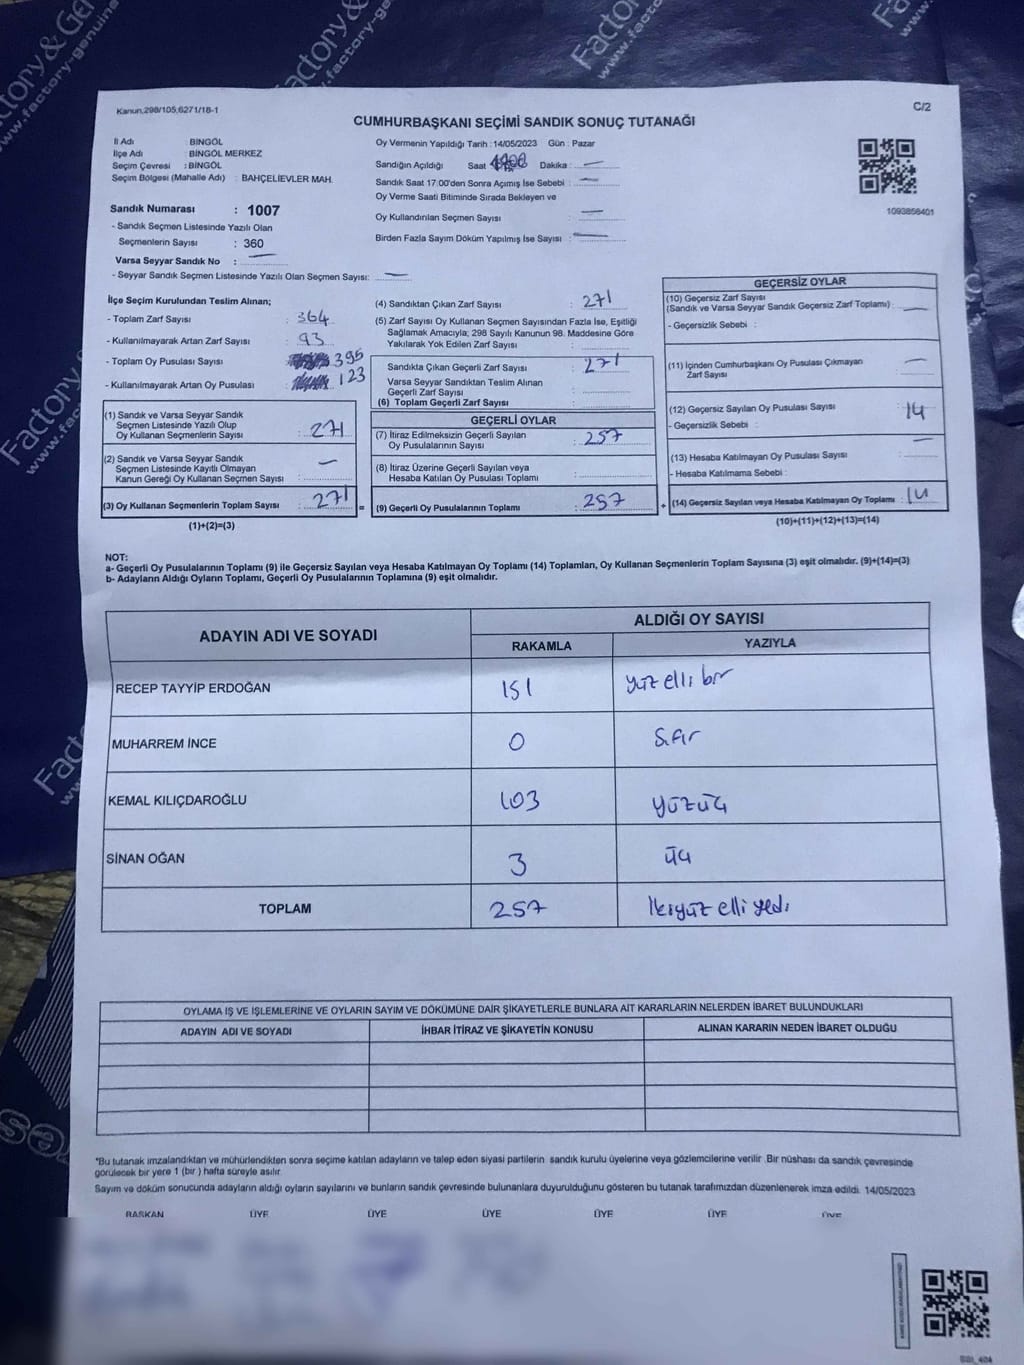 Factory & Ge
www.factory-genuine
Factory
www.factory-ge
Kanun.298/105,6271/18-1
C/2
CUMHURBAŞKANI SEÇİMİ SANDIK SONUÇ TUTANAĞI
İl Adı : BİNGÖL
İlçe Adı : BİNGÖL MERKEZ
Seçim Çevresi : BİNGÖL
Seçim Bölgesi (Mahalle Adı) : BAHÇELİEVLER MAH.
Sandık Numarası : 1007
- Sandık Seçmen Listesinde Yazılı Olan
Seçmenlerin Sayısı : 360
Varsa Seyyar Sandık No : —
- Seyyar Sandık Seçmen Listesinde Yazılı Olan Seçmen Sayısı: —
Oy Vermenin Yapıldığı Tarih : 14/05/2023 Gün : Pazar
Sandığın Açıldığı Saat Dakika : —
Sandık Saat 17:00'den Sonra Açımış İse Sebebi : —
Oy Verme Saati Bitiminde Sırada Bekleyen ve
Oy Kullandırılan Seçmen Sayısı : —
Birden Fazla Sayım Döküm Yapılmış İse Sayısı : —
1093856401
İlçe Seçim Kurulundan Teslim Alınan;
- Toplam Zarf Sayısı : 364
- Kullanılmayarak Artan Zarf Sayısı : 93
- Toplam Oy Pusulası Sayısı : 395
- Kullanılmayarak Artan Oy Pusulası : 123
(1) Sandık ve Varsa Seyyar Sandık
Seçmen Listesinde Yazılı Olup
Oy Kullanan Seçmenlerin Sayısı : 271
(2) Sandık ve Varsa Seyyar Sandık
Seçmen Listesinde Kayıtlı Olmayan
Kanun Gereği Oy Kullanan Seçmen Sayısı : —
(3) Oy Kullanan Seçmenlerin Toplam Sayısı : 271 =
(1)+(2)=(3)
(4) Sandıktan Çıkan Zarf Sayısı : 271
(5) Zarf Sayısı Oy Kullanan Seçmen Sayısından Fazla İse, Eşitliği
Sağlamak Amacıyla; 298 Sayılı Kanunun 98. Maddesine Göre
Yakılarak Yok Edilen Zarf Sayısı :
Sandıkta Çıkan Geçerli Zarf Sayısı : 271
Varsa Seyyar Sandıktan Teslim Alınan
Geçerli Zarf Sayısı :
(6) Toplam Geçerli Zarf Sayısı :
GEÇERLİ OYLAR
(7) İtiraz Edilmeksizin Geçerli Sayılan
Oy Pusulalarının Sayısı : 257
(8) İtiraz Üzerine Geçerli Sayılan veya
Hesaba Katılan Oy Pusulası Toplamı :
(9) Geçerli Oy Pusulalarının Toplamı : 257 +
GEÇERSİZ OYLAR
(10) Geçersiz Zarf Sayısı
(Sandık ve Varsa Seyyar Sandık Geçersiz Zarf Toplamı) : —
- Geçersizlik Sebebi :
(11) İçinden Cumhurbaşkanı Oy Pusulası Çıkmayan
Zarf Sayısı : —
(12) Geçersiz Sayılan Oy Pusulası Sayısı : 14
- Geçersizlik Sebebi :
(13) Hesaba Katılmayan Oy Pusulası Sayısı : —
- Hesaba Katılmama Sebebi :
(14) Geçersiz Sayılan veya Hesaba Katılmayan Oy Toplamı : 14
(10)+(11)+(12)+(13)=(14)
NOT:
a- Geçerli Oy Pusulalarının Toplamı (9) ile Geçersiz Sayılan veya Hesaba Katılmayan Oy Toplamı (14) Toplamları, Oy Kullanan Seçmenlerin Toplam Sayısına (3) eşit olmalıdır. (9)+(14)=(3)
b- Adayların Aldığı Oyların Toplamı, Geçerli Oy Pusulalarının Toplamına (9) eşit olmalıdır.
ADAYIN ADI VE SOYADI ALDIĞI OY SAYISI
RAKAMLA YAZIYLA
RECEP TAYYİP ERDOĞAN 151 yüz elli bir
MUHARREM İNCE 0 Sıfır
KEMAL KILIÇDAROĞLU 103 yüzüç
SİNAN OĞAN 3 üç
TOPLAM 257 İkiyüz elli yedi
OYLAMA İŞ VE İŞLEMLERİNE VE OYLARIN SAYIM VE DÖKÜMÜNE DAİR ŞİKAYETLERLE BUNLARA AİT KARARLARIN NELERDEN İBARET BULUNDUKLARI
ADAYIN ADI VE SOYADI İHBAR İTİRAZ VE ŞİKAYETİN KONUSU ALINAN KARARIN NEDEN İBARET OLDUĞU
*Bu tutanak imzalandıktan ve mühürlendikten sonra seçime katılan adayların ve talep eden siyasi partilerin sandık kurulu üyelerine veya gözlemcilerine verilir .Bir nüshası da sandık çevresinde
görülecek bir yere 1 (bir ) hafta süreyle asılır.
Sayım ve döküm sonucunda adayların aldığı oyların sayılarını ve bunların sandık çevresinde bulunanlara duyurulduğunu gösteren bu tutanak tarafımızdan düzenlenerek imza edildi. 14/05/2023
BAŞKAN ÜYE ÜYE ÜYE ÜYE ÜYE ÜYE